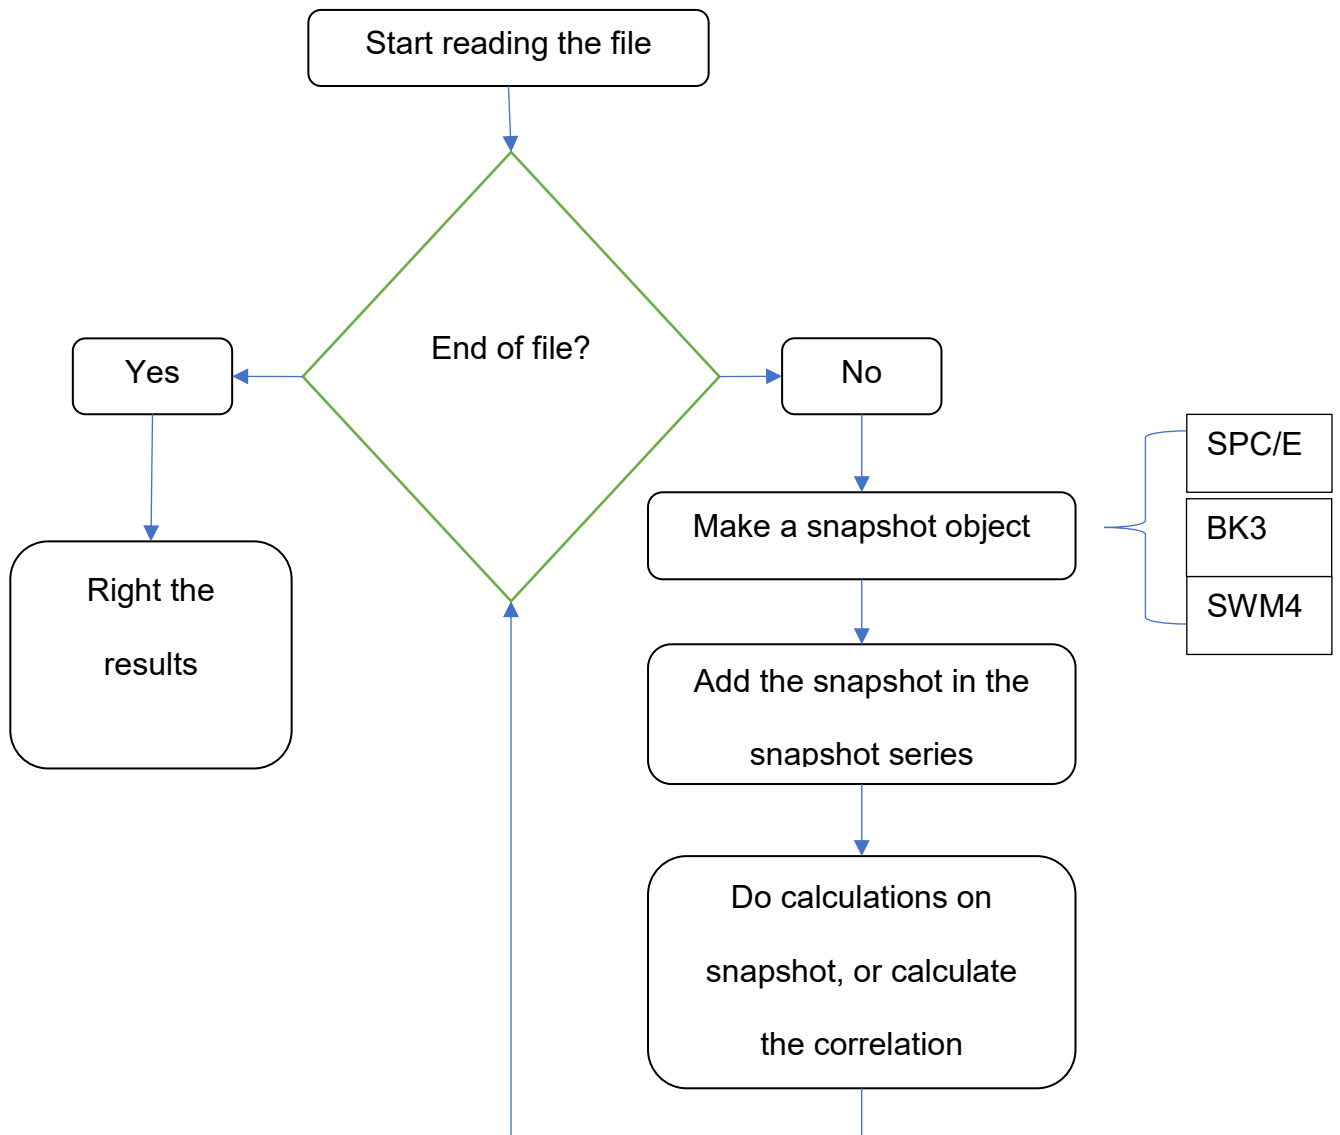 Start reading the file
End of file?
Yes
No
SPC/E
Make a snapshot object
BK3
Right the
results
SWM4
Add the snapshot in the
snapshot series
Do calculations on
snapshot, or calculate
the correlation